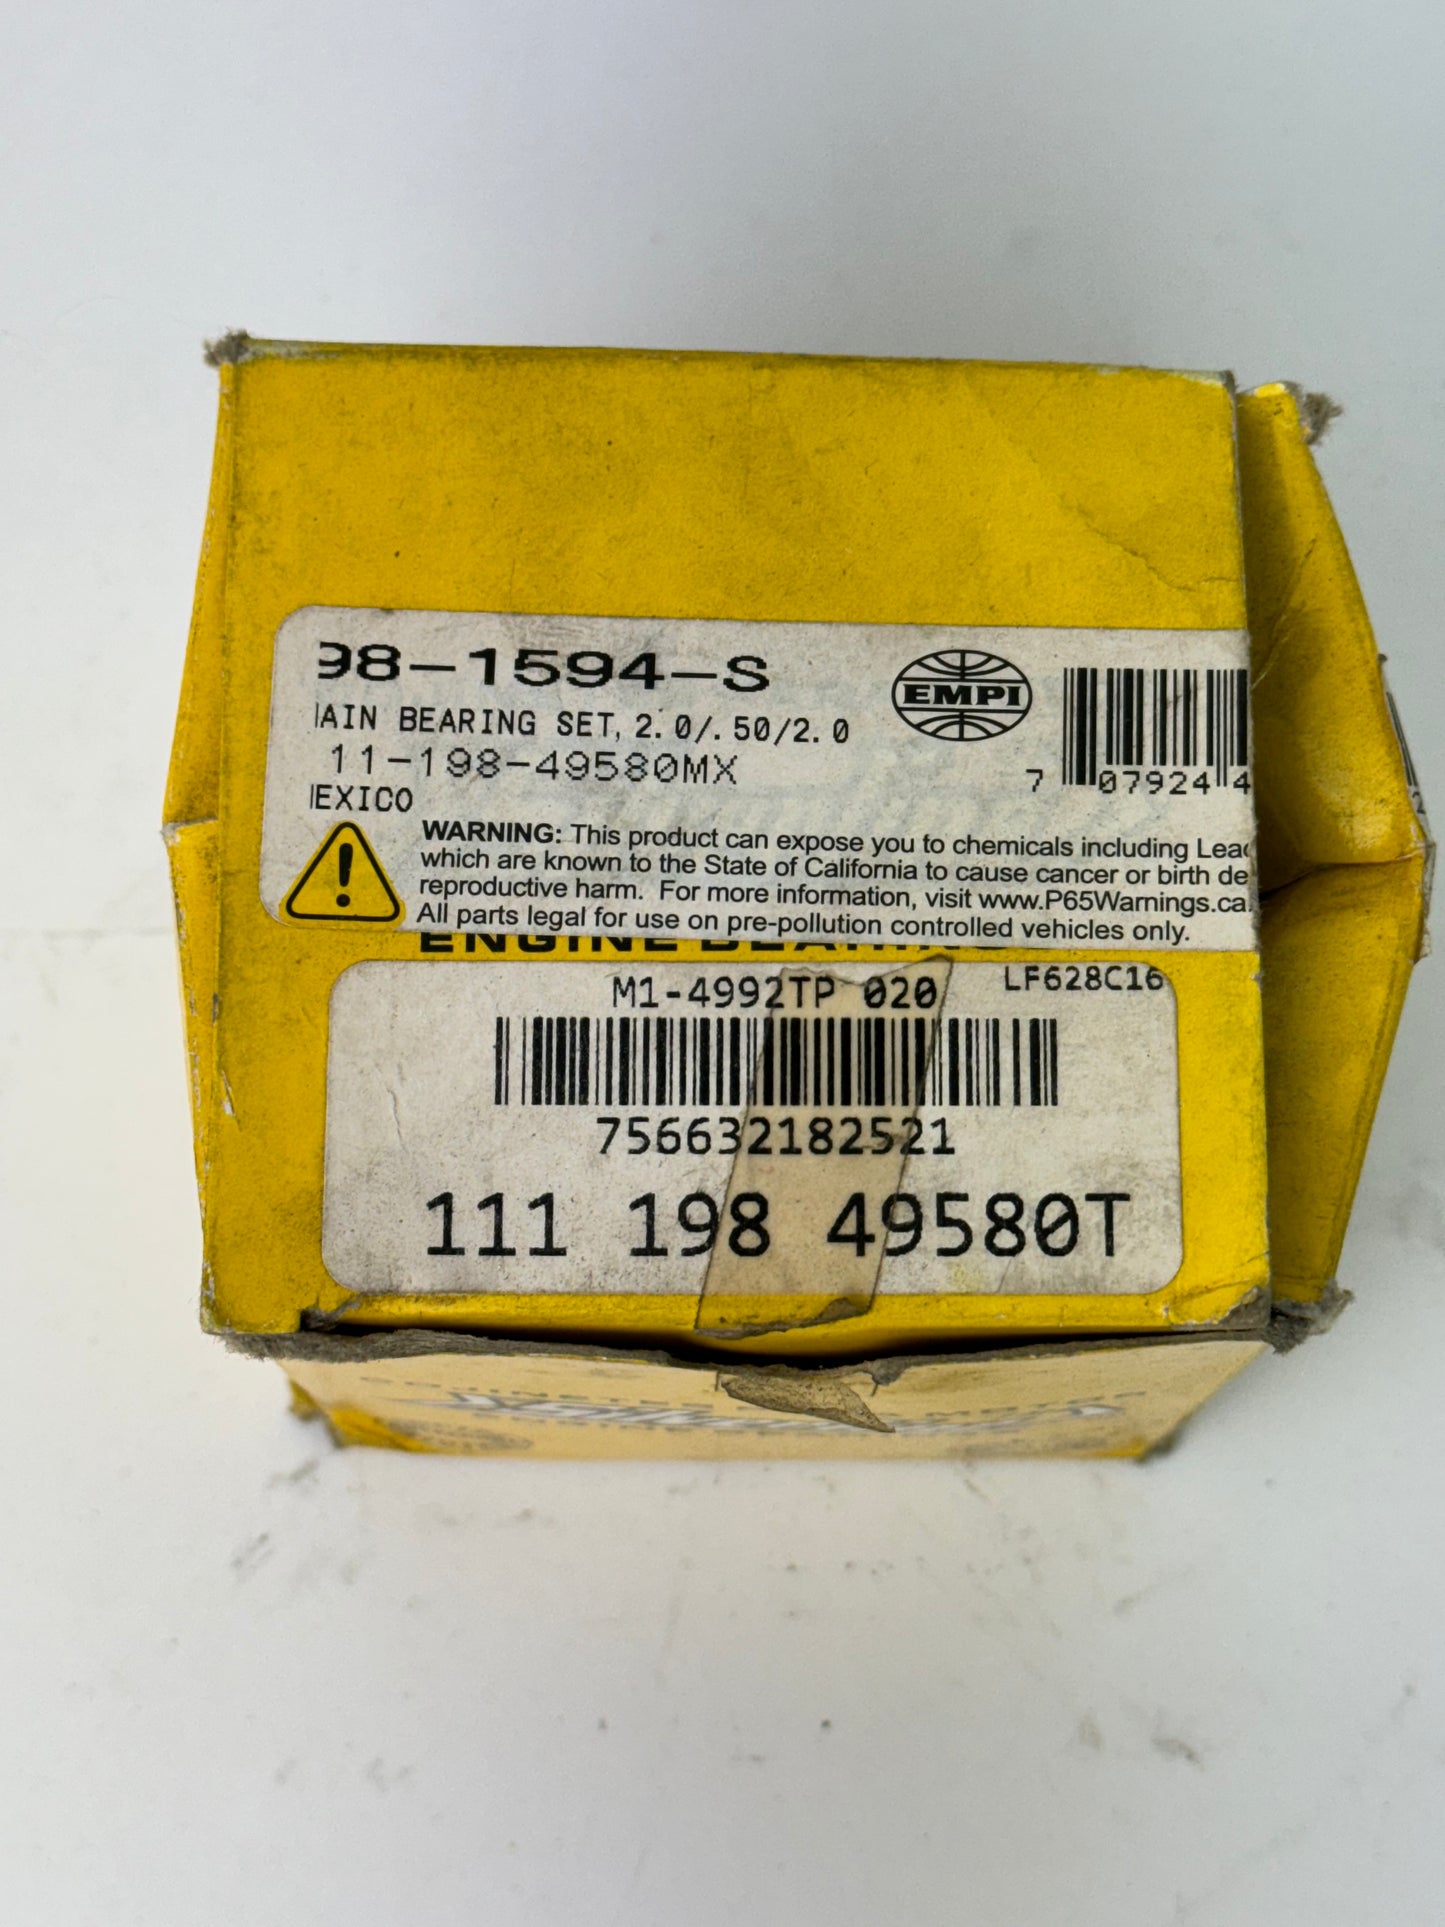 98-1594-S
EMPI
AIN BEARING SET, 2.0/.50/2.0
11-198-49580MX
7 07924 4
EXICO
WARNING: This product can expose you to chemicals including Lea
which are known to the State of California to cause cancer or birth de
reproductive harm. For more information, visit www.P65Warnings.ca.
All parts legal for use on pre-pollution controlled vehicles only.
ENGINE BEARING
M1-4992TP 020
LF628C16
756632182521
111 198 49580T